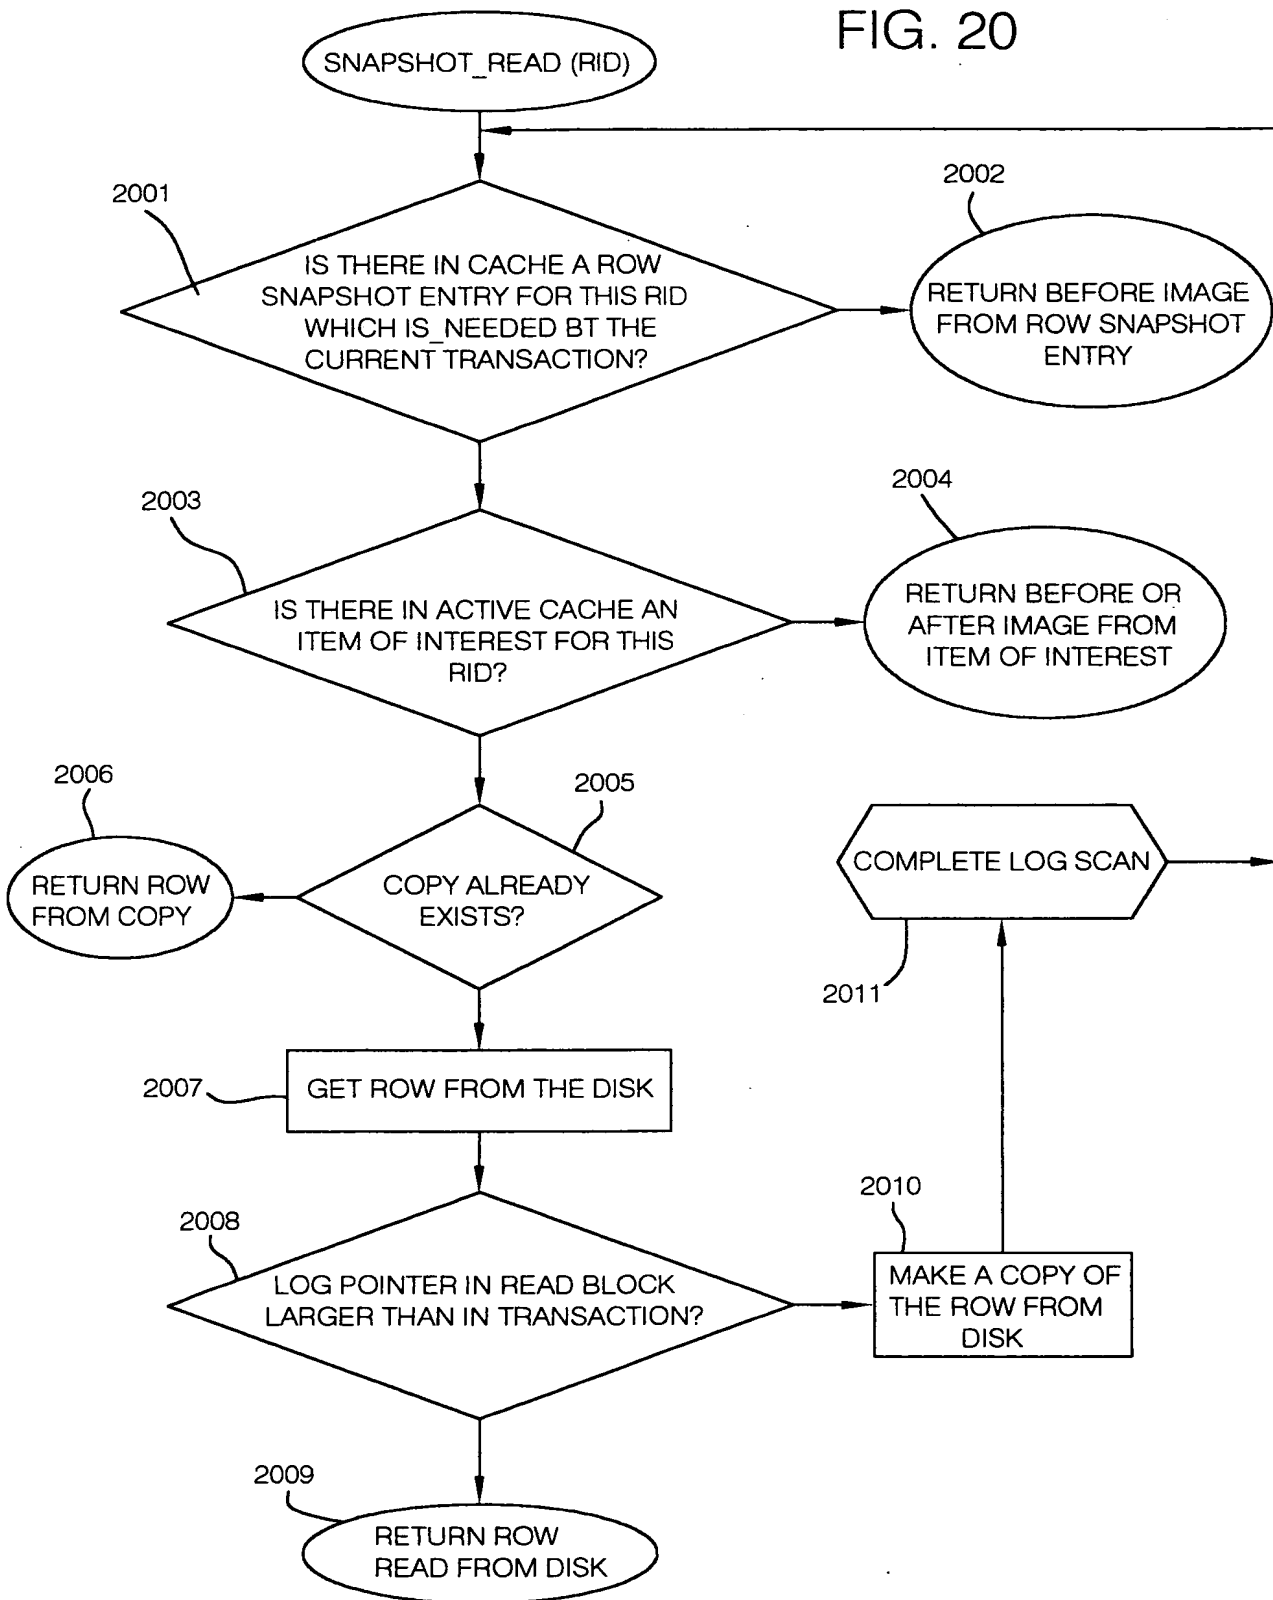 FIG. 20
SNAPSHOT_READ (RID)
2001
IS THERE IN CACHE A ROW
SNAPSHOT ENTRY FOR THIS RID
WHICH IS_NEEDED BT THE
CURRENT TRANSACTION?
2002
RETURN BEFORE IMAGE
FROM ROW SNAPSHOT
ENTRY
2003
IS THERE IN ACTIVE CACHE AN
ITEM OF INTEREST FOR THIS
RID?
2004
RETURN BEFORE OR
AFTER IMAGE FROM
ITEM OF INTEREST
2006
RETURN ROW
FROM COPY
2005
COPY ALREADY
EXISTS?
COMPLETE LOG SCAN
2011
2007
GET ROW FROM THE DISK
2008
LOG POINTER IN READ BLOCK
LARGER THAN IN TRANSACTION?
2010
MAKE A COPY OF
THE ROW FROM
DISK
2009
RETURN ROW
READ FROM DISK